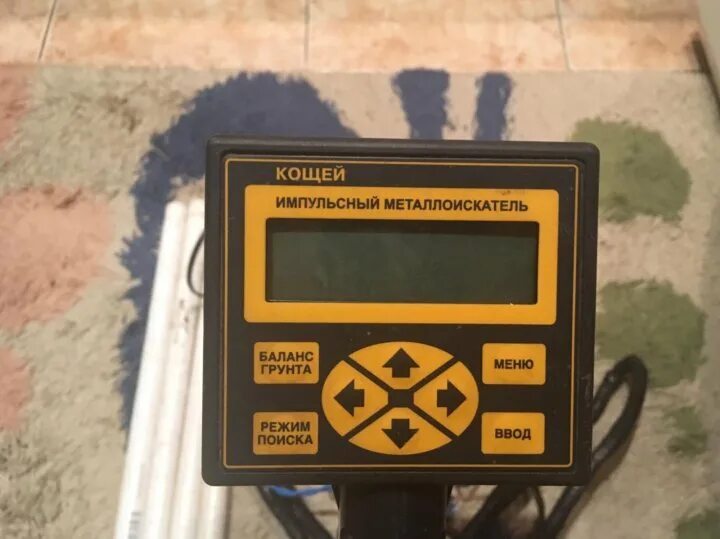 КОЩЕЙ
ИМПУЛЬСНЫЙ МЕТАЛЛОИСКАТЕЛЬ
БАЛАНС
ГРУНТА
МЕНЮ
РЕЖИМ
ПОИСКА
ВВОД